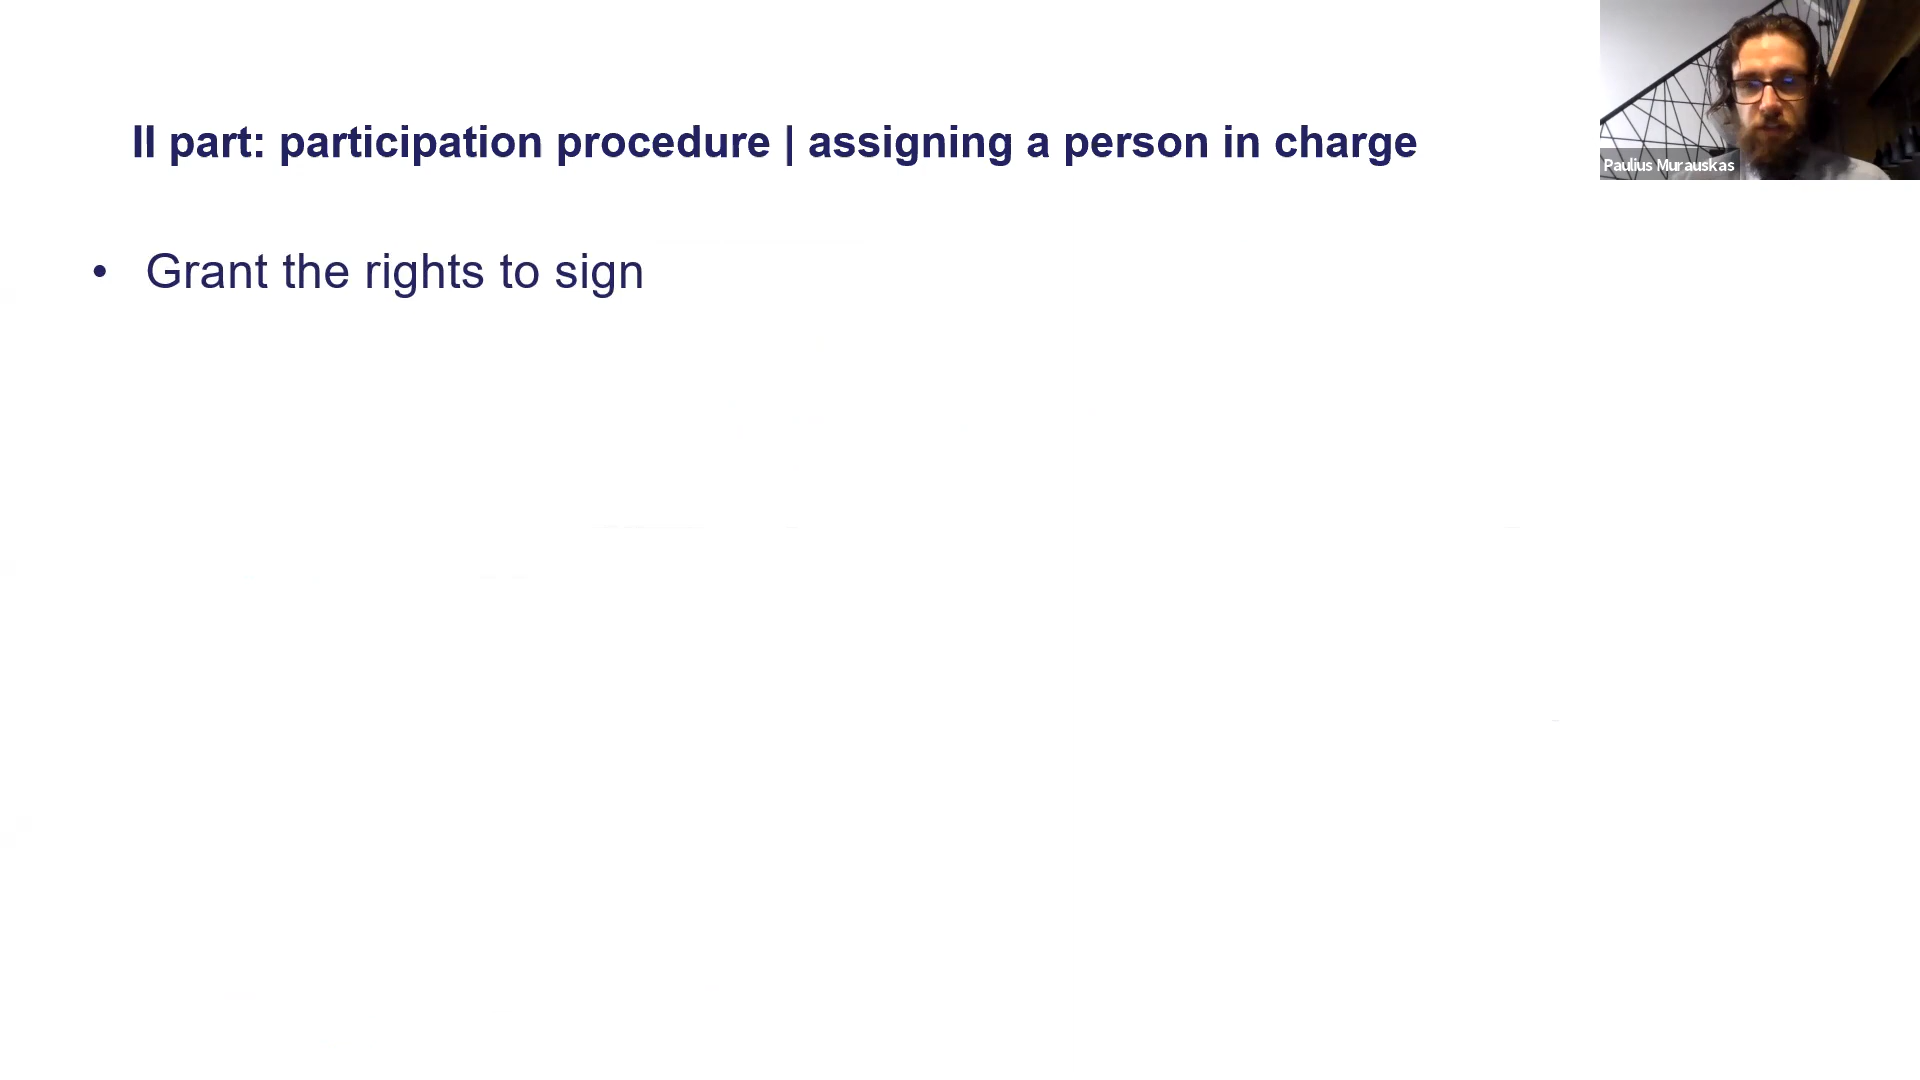 II part: participation procedure | assigning a person in charge
Paulius Murauskas
• Grant the rights to sign